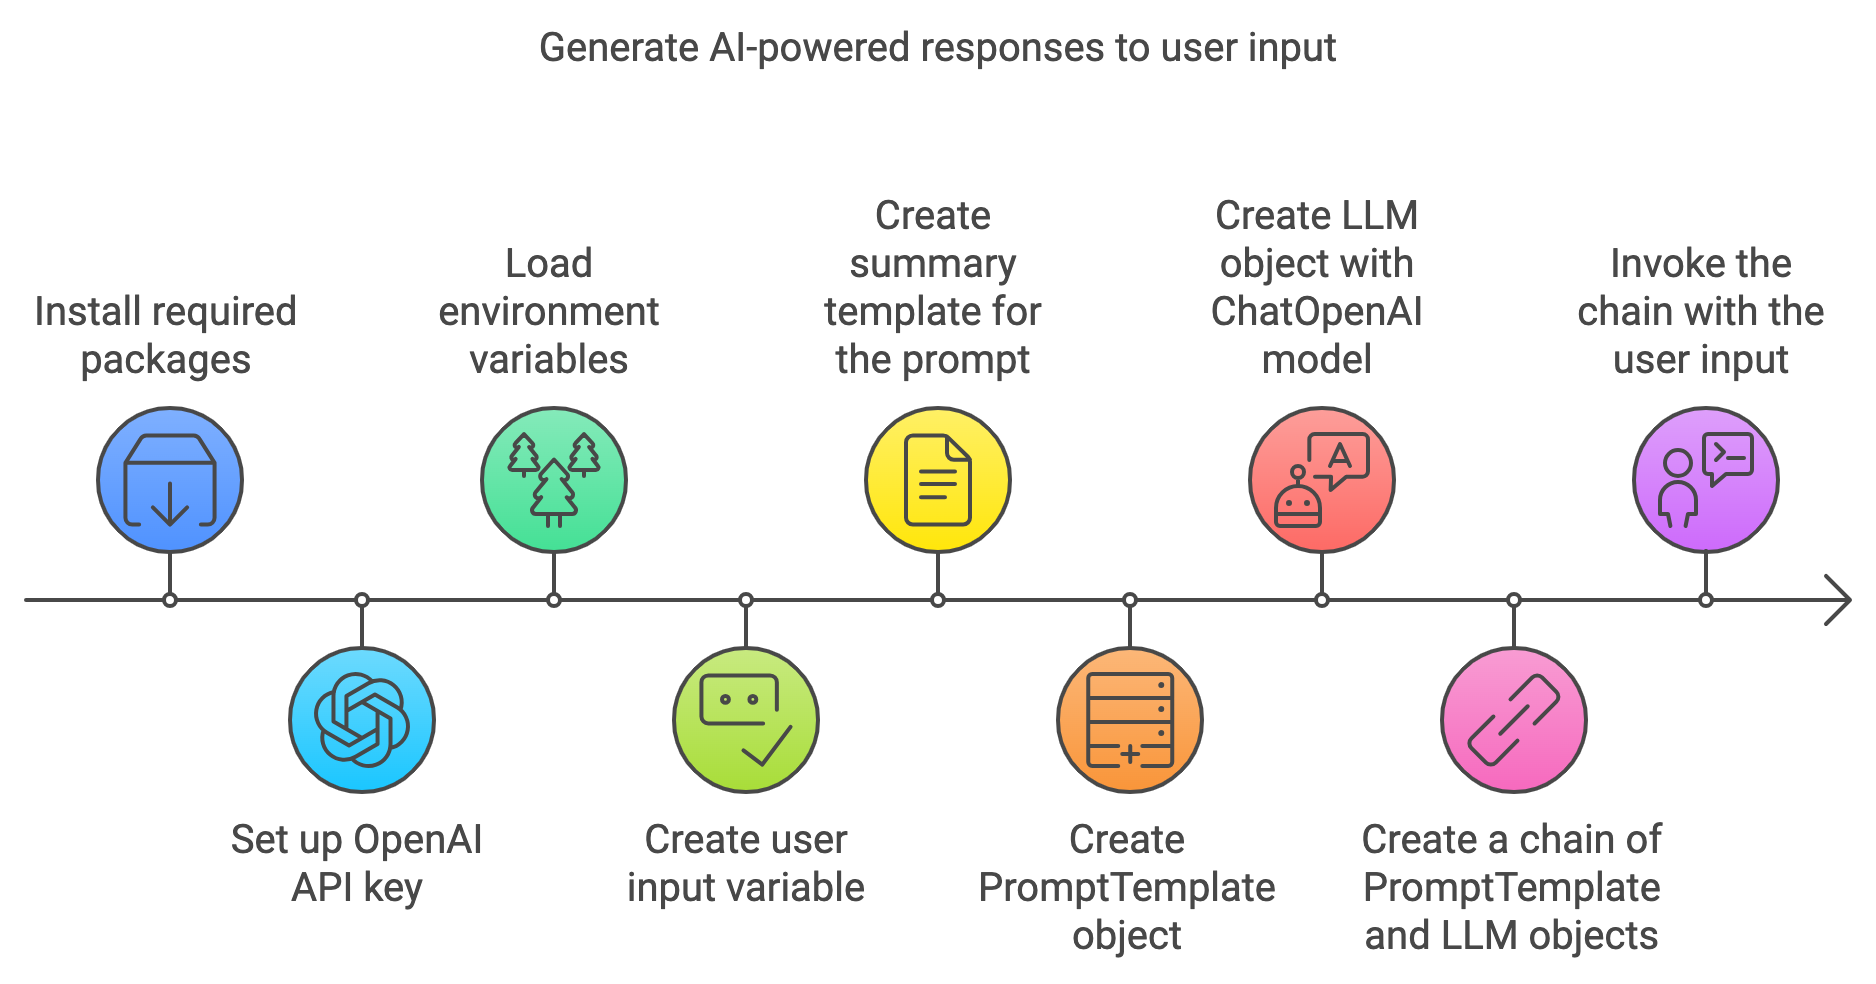 Generate AI-powered responses to user input
Install required
packages
Set up OpenAI
API key
Load
environment
variables
Create user
input variable
Create
summary
template for
the prompt
Create
PromptTemplate
object
Create LLM
object with
ChatOpenAI
model
A
Create a chain of
PromptTemplate
and LLM objects
Invoke the
chain with the
user input